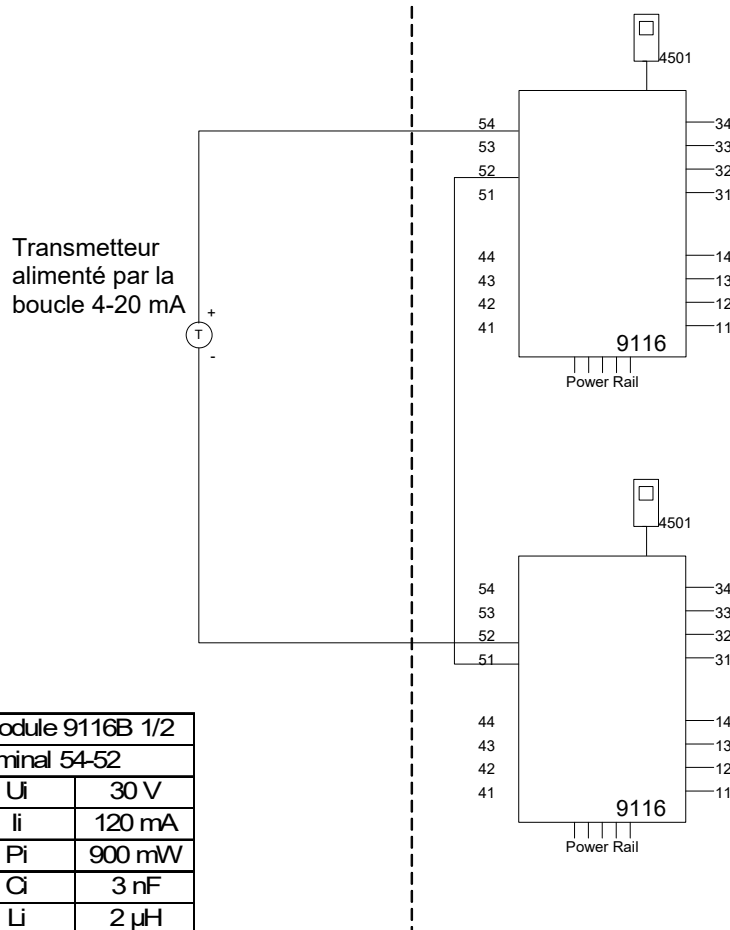 4501
54
34
53
33
52
32
51
31
Transmetteur
alimenté par la
boucle 4-20 mA
+
T
-
44
14
43
13
42
12
41
11
9116
Power Rail
4501
54
34
53
33
52
32
51
31
44
14
43
13
42
12
41
11
9116
Power Rail
odule 9116B 1/2
minal 54-52
Ui 30 V
Ii 120 mA
Pi 900 mW
Ci 3 nF
Li 2 µH